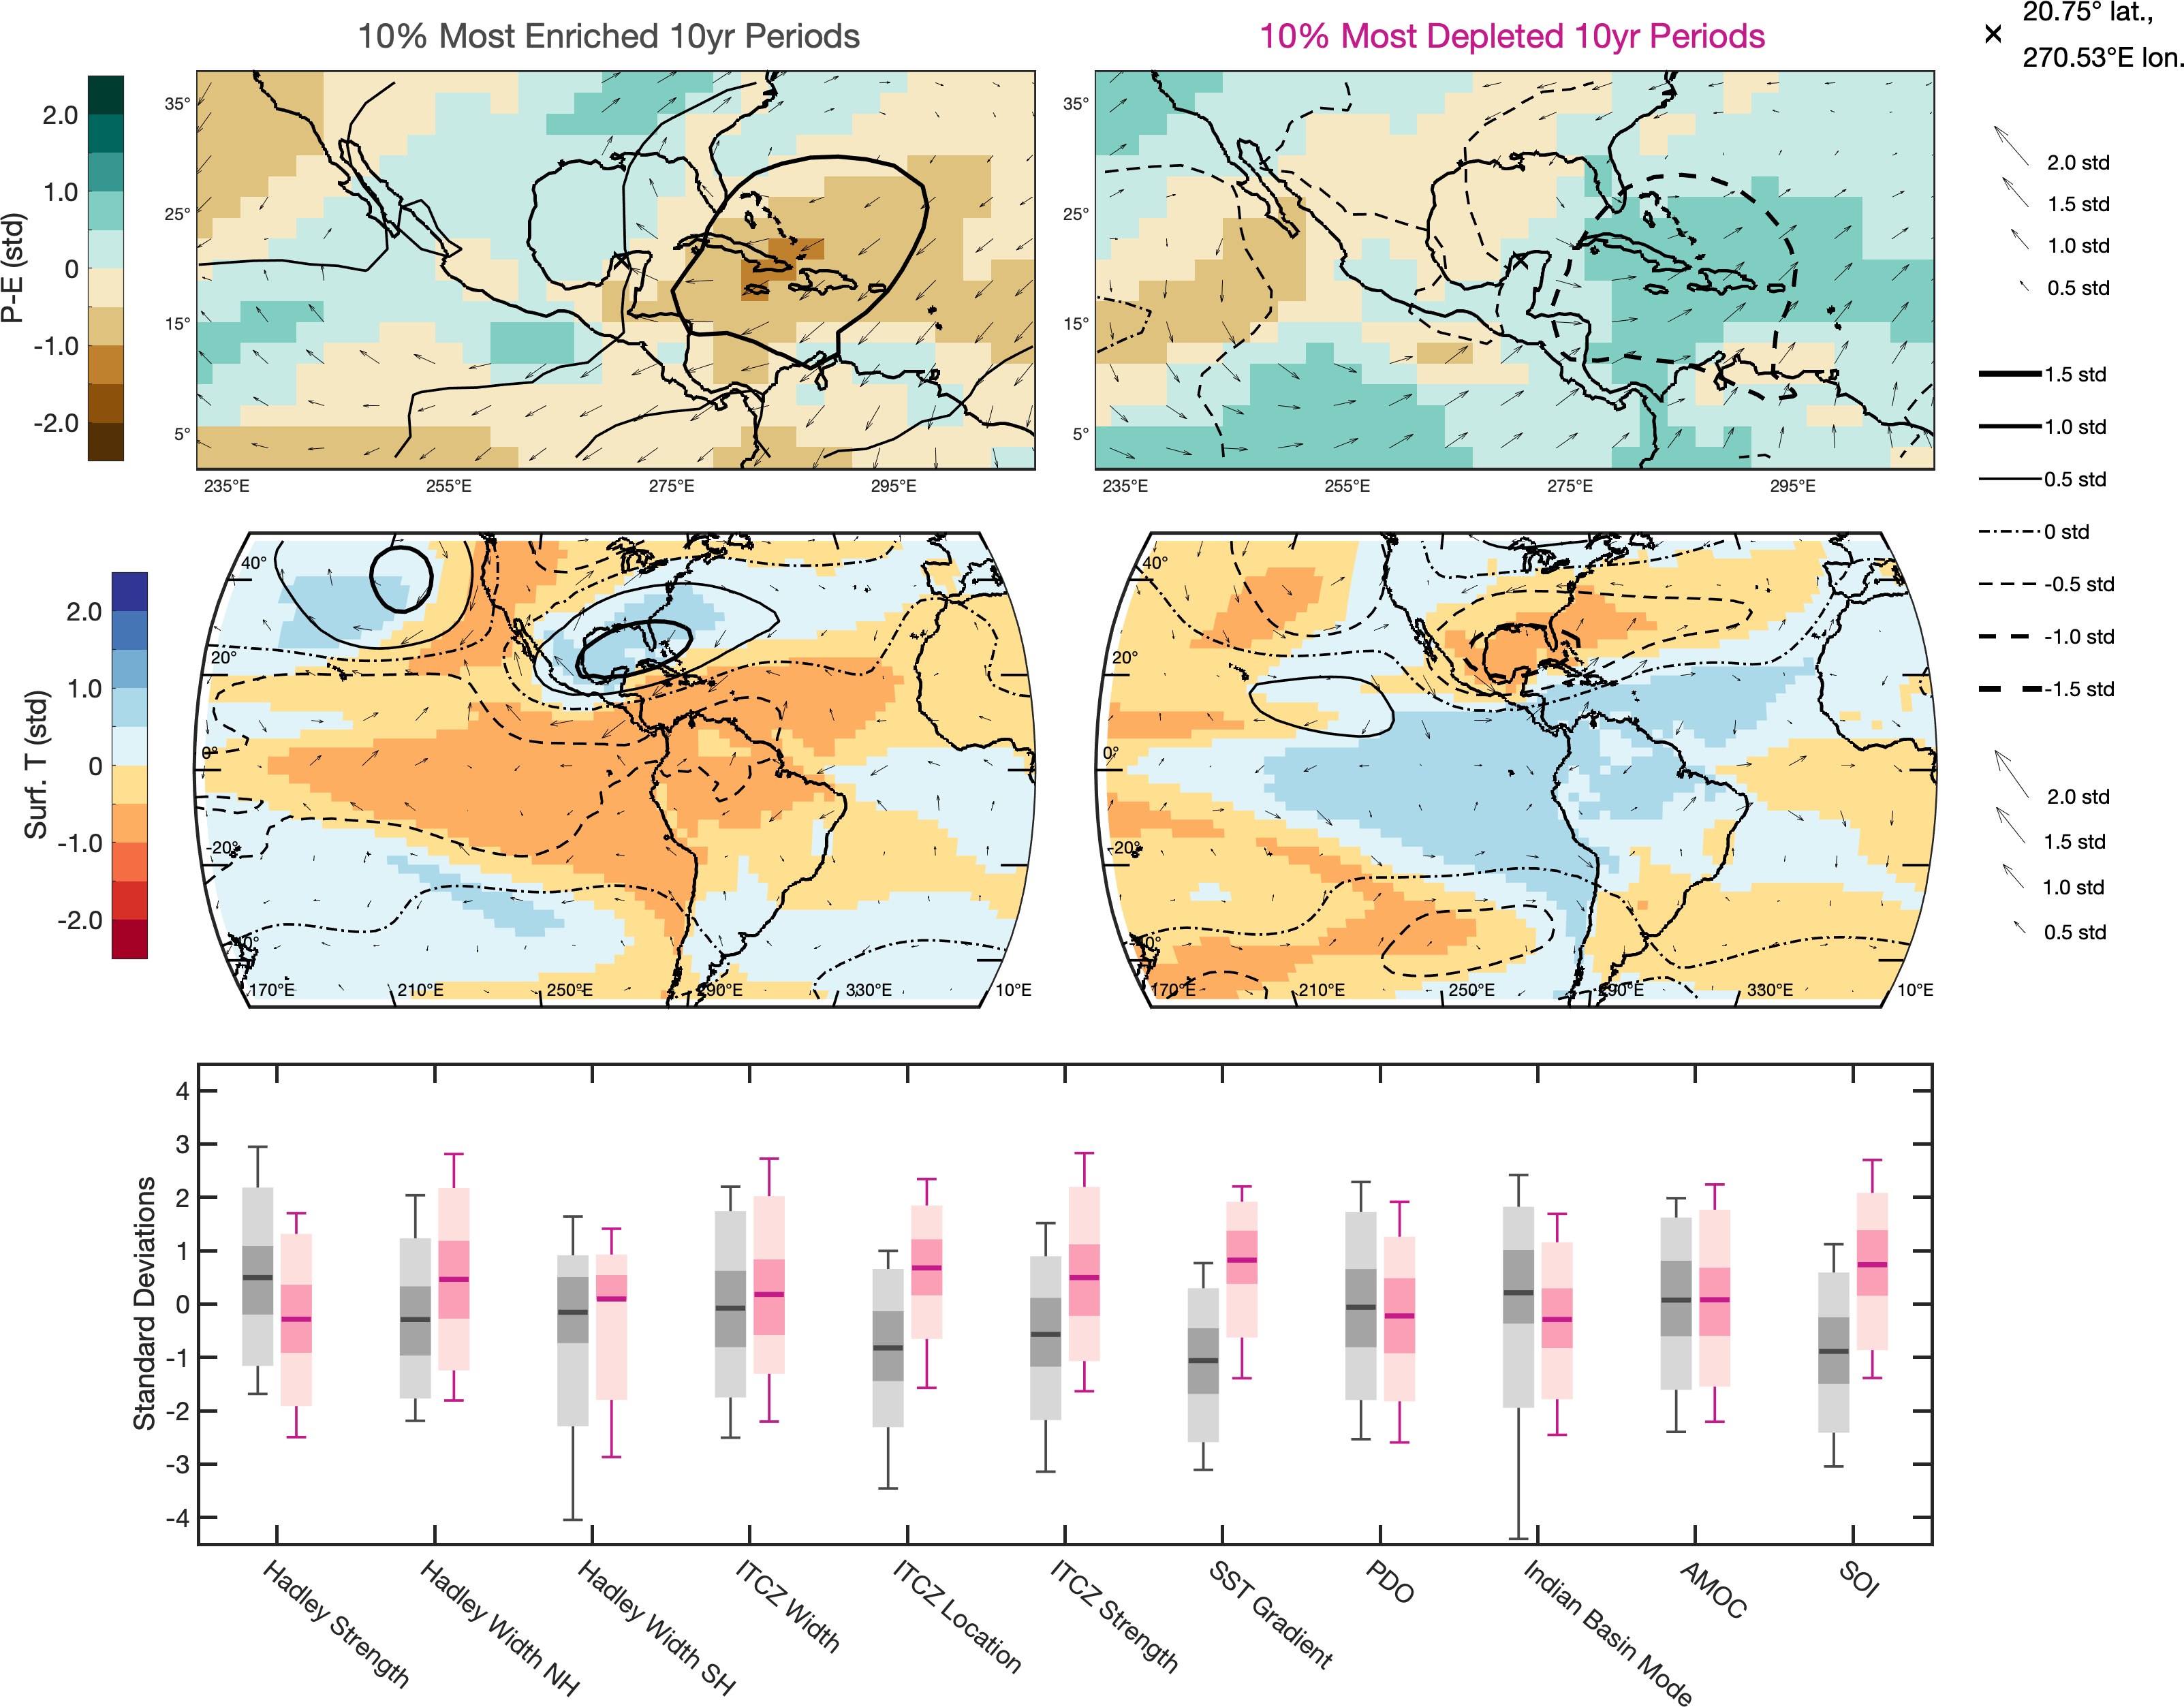 10% Most Enriched 10yr Periods
10% Most Depleted 10yr Periods
20.75° lat.,
270.53°E lon.
P-E (std)
2.0
1.0
0
-1.0
-2.0
35°
25°
15°
5°
235°E
255°E
275°E
295°E
35°
25°
15°
5°
235°E
255°E
275°E
295°E
2.0 std
1.5 std
1.0 std
0.5 std
1.5 std
1.0 std
0.5 std
0 std
-0.5 std
-1.0 std
-1.5 std
Surf. T (std)
2.0
1.0
0
-1.0
-2.0
40°
20°
0°
-20°
-40°
170°E
210°E
250°E
290°E
330°E
10°E
40°
20°
0°
-20°
-40°
170°E
210°E
250°E
290°E
330°E
10°E
2.0 std
1.5 std
1.0 std
0.5 std
Standard Deviations
4
3
2
1
0
-1
-2
-3
-4
Hadley Strength
Hadley Width NH
Hadley Width SH
ITCZ Width
ITCZ Location
ITCZ Strength
SST Gradient
PDO
Indian Basin Mode
AMOC
SOI